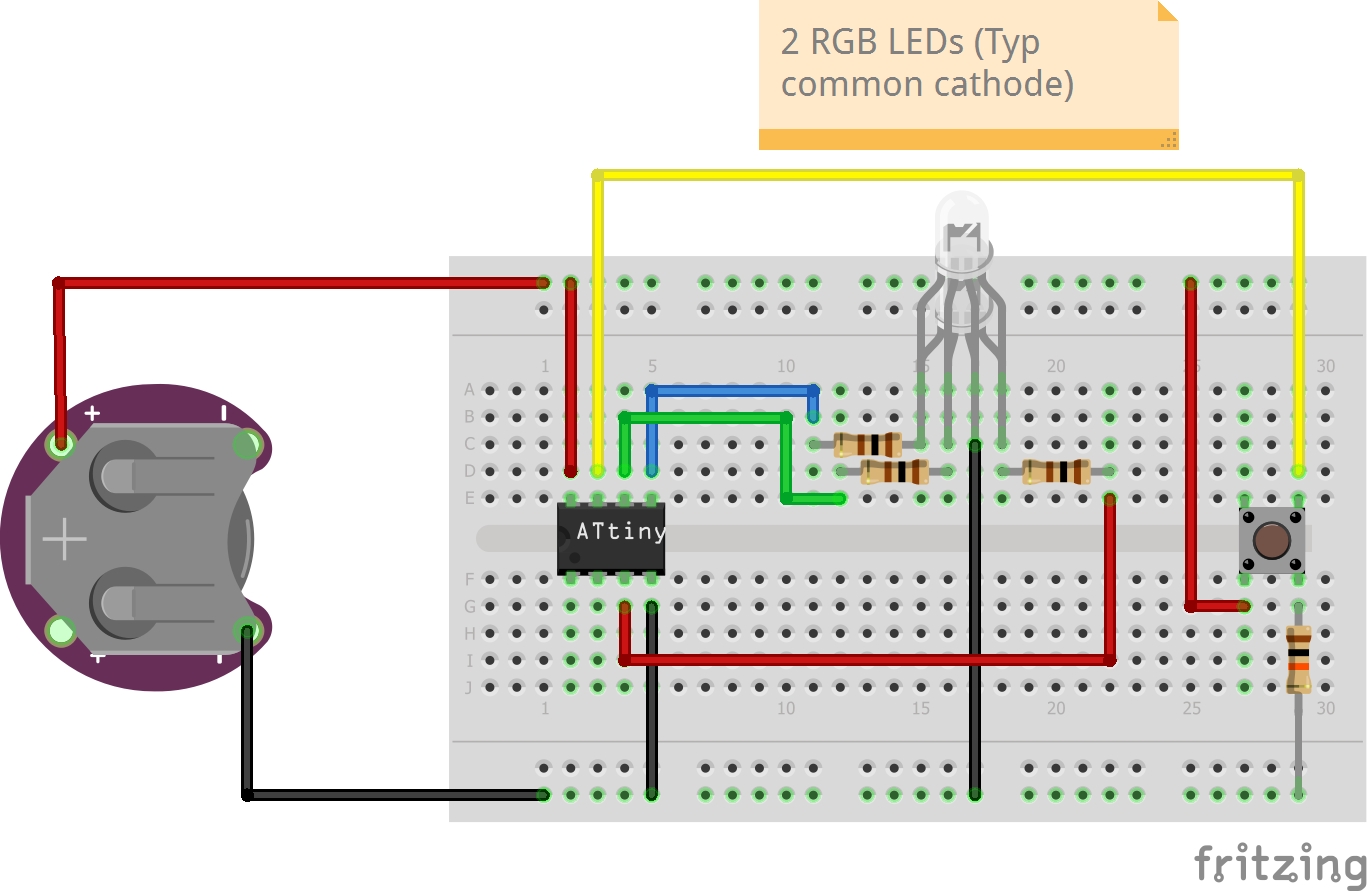 2 RGB LEDs (Typ
common cathode)
1 5 10 15 20 25 30
A
B
C
D
E
ATtiny
F
G
H
I
J
1 10 15 20 25 30
+ -
+
+ -
fritzing